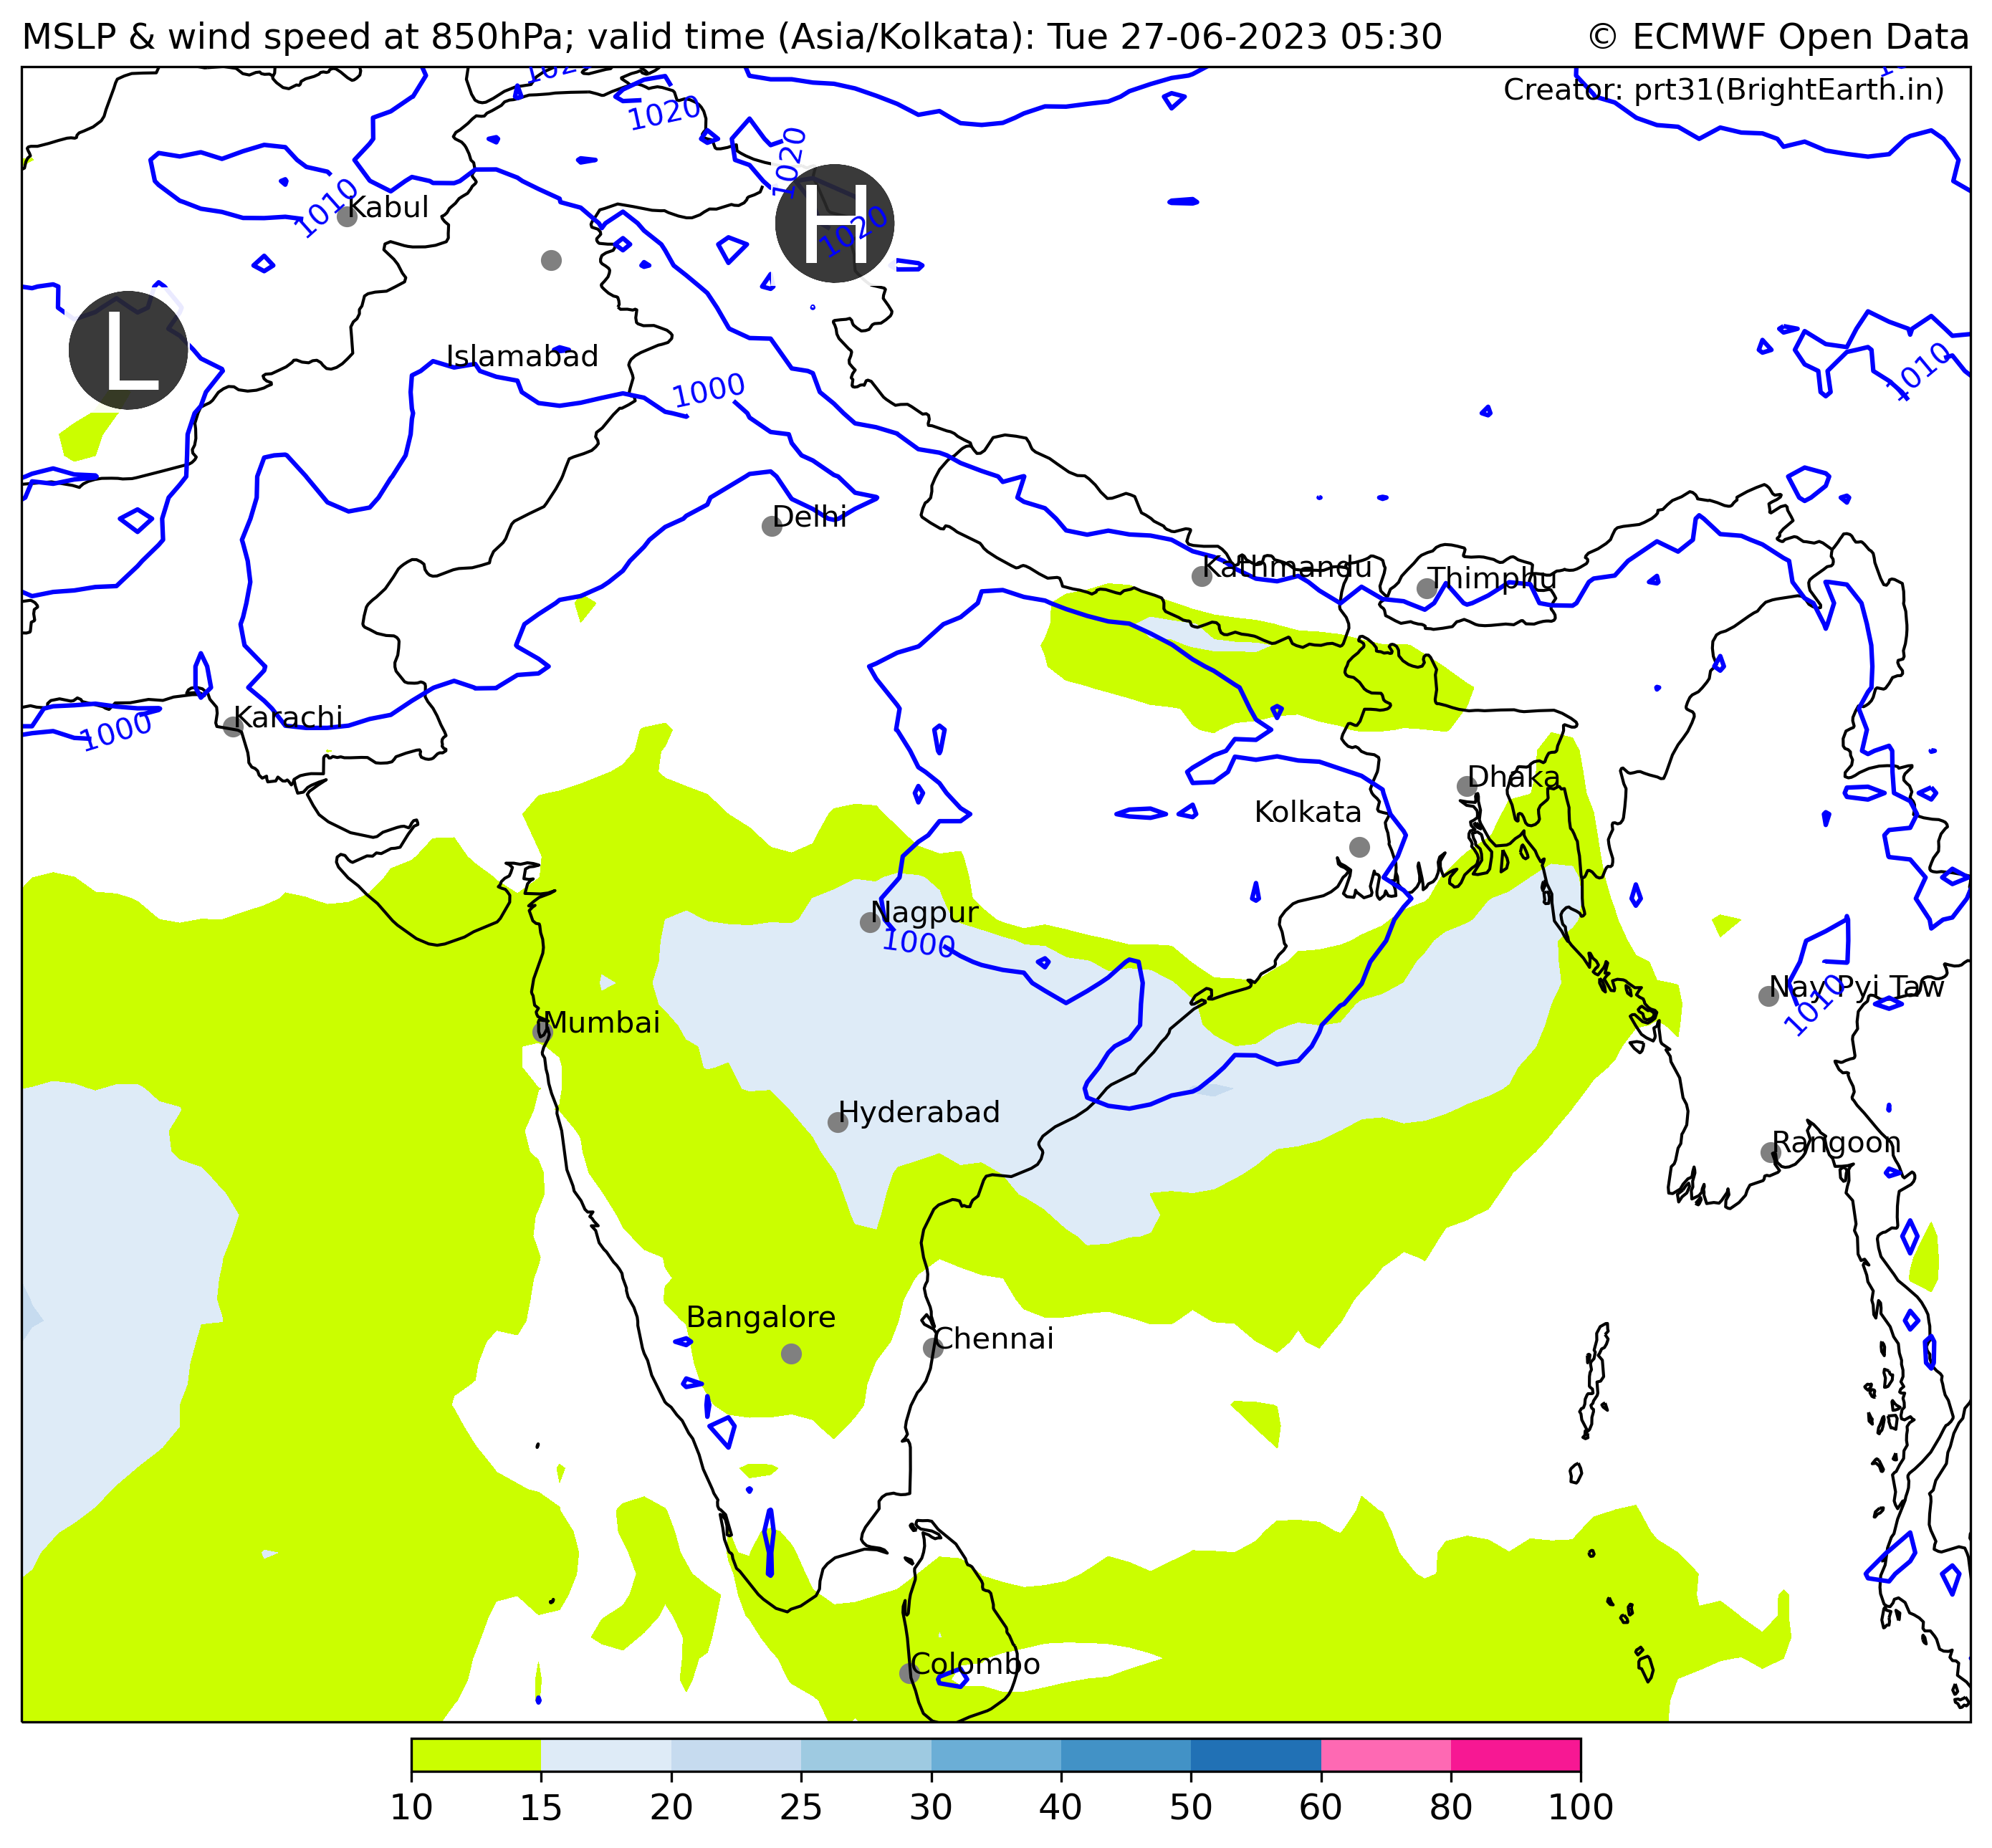 MSLP & wind speed at 850hPa; valid time (Asia/Kolkata): Tue 27-06-2023 05:30
© ECMWF Open Data
Creator: prt31(BrightEarth.in)
1020
1020
1020
H
1010
Kabul
L
Islamabad
1000
1010
Delhi
Kathmandu
Thimphu
Karachi
1000
Dhaka
Kolkata
Nagpur
1000
Nay Pyi Taw
1010
Mumbai
Hyderabad
Rangoon
Bangalore
Chennai
Colombo
10 15 20 25 30 40 50 60 80 100